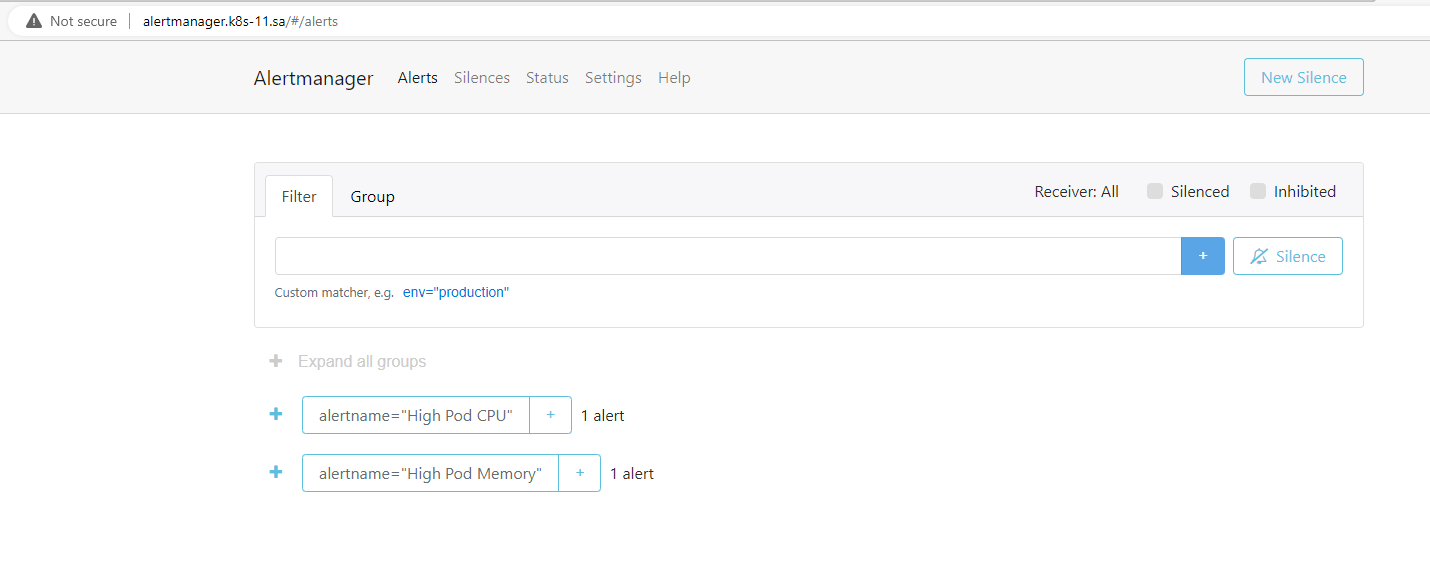 Not secure | alertmanager.k8s-11.sa/#/alerts
Alertmanager Alerts Silences Status Settings Help New Silence
Filter Group Receiver: All Silenced Inhibited
+ Silence
Custom matcher, e.g. env="production"
+ Expand all groups
+ alertname="High Pod CPU" + 1 alert
+ alertname="High Pod Memory" + 1 alert